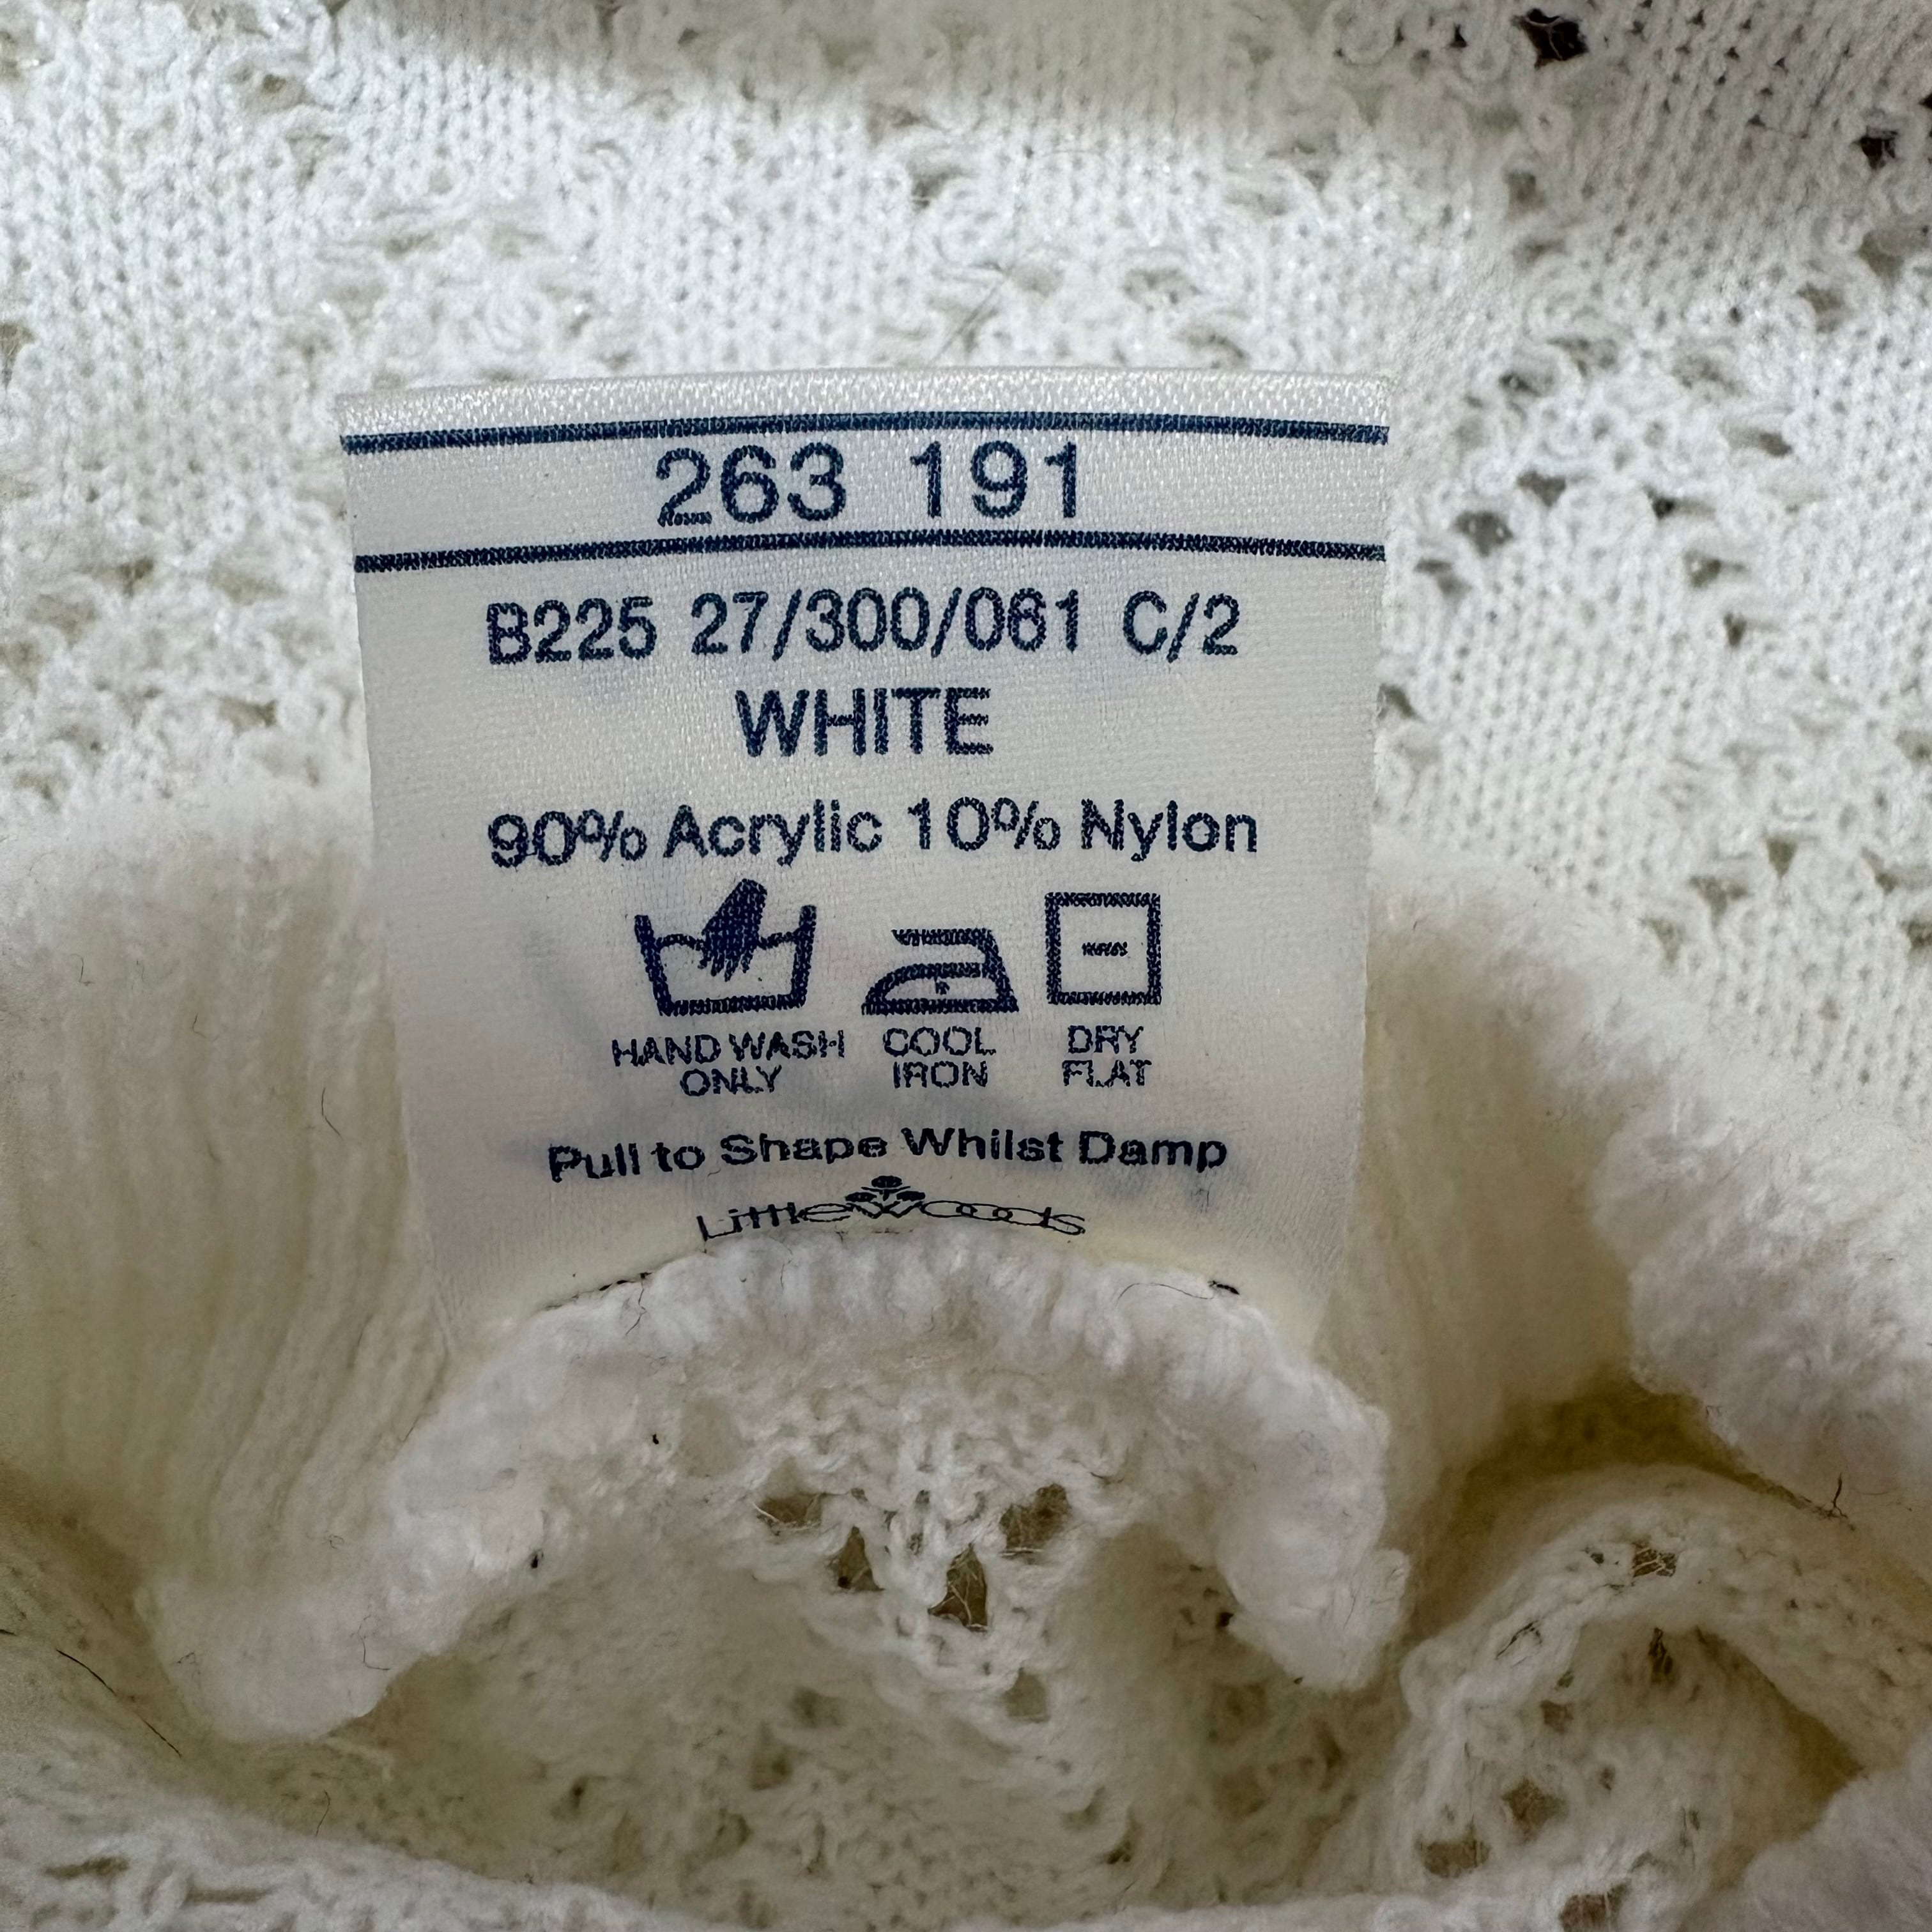 263 191
B225 27/300/061 C/2
WHITE
90% Acrylic 10% Nylon
HAND WASH ONLY
COOL IRON
DRY FLAT
Pull to Shape Whilst Damp
Littlewoods